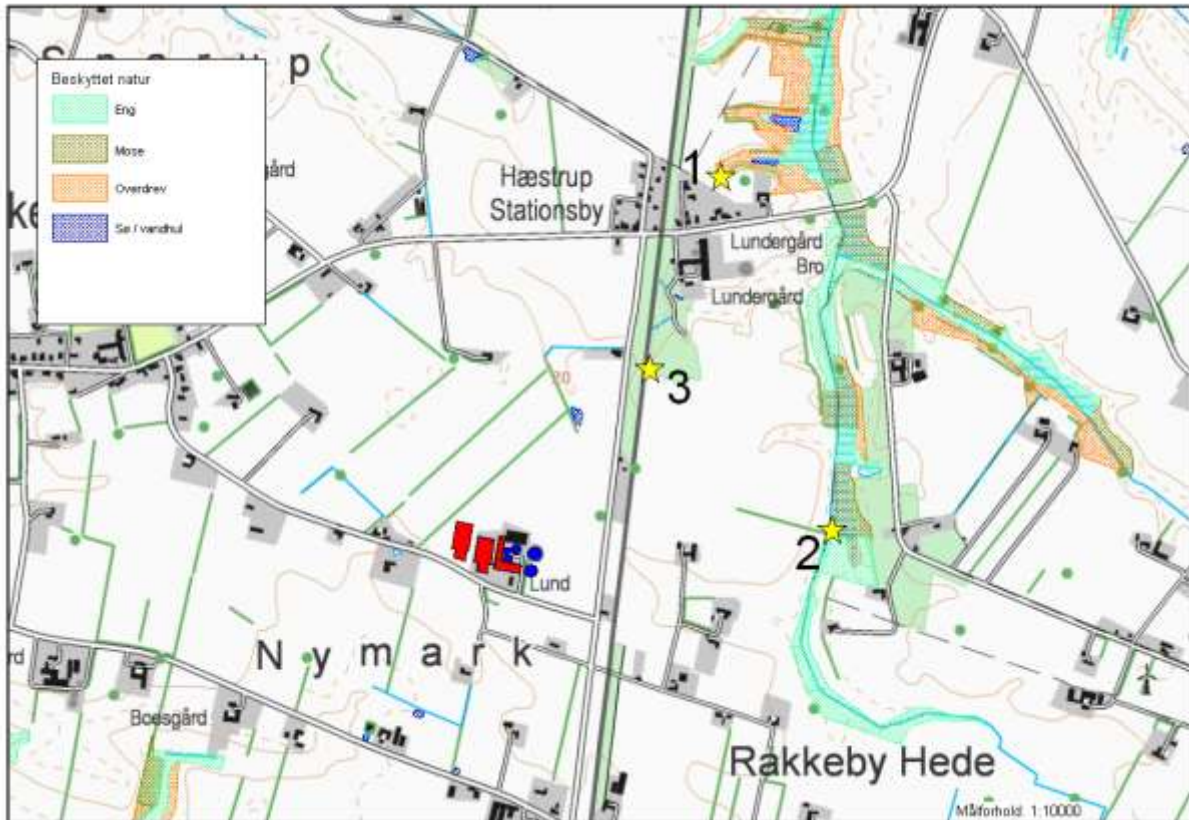 Beskyttet natur
Eng
Mose
Overdrev
Sø / vandhul
gård
1
Hæstrup
Stationsby
Lundergård
Bro
Lundergård
3
20
2
Lund
Nymark
Boesgård
Rakkeby Hede
Målforhold 1:10000